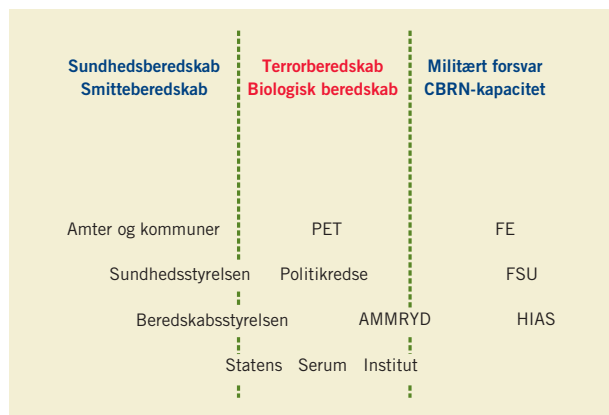 Sundhedsberedskab Terrorberedskab Militært forsvar
Smitteberedskab Biologisk beredskab CBRN-kapacitet
Amter og kommuner PET FE
Sundhedsstyrelsen Politikredse FSU
Beredskabsstyrelsen AMMRYD HIAS
Statens Serum Institut